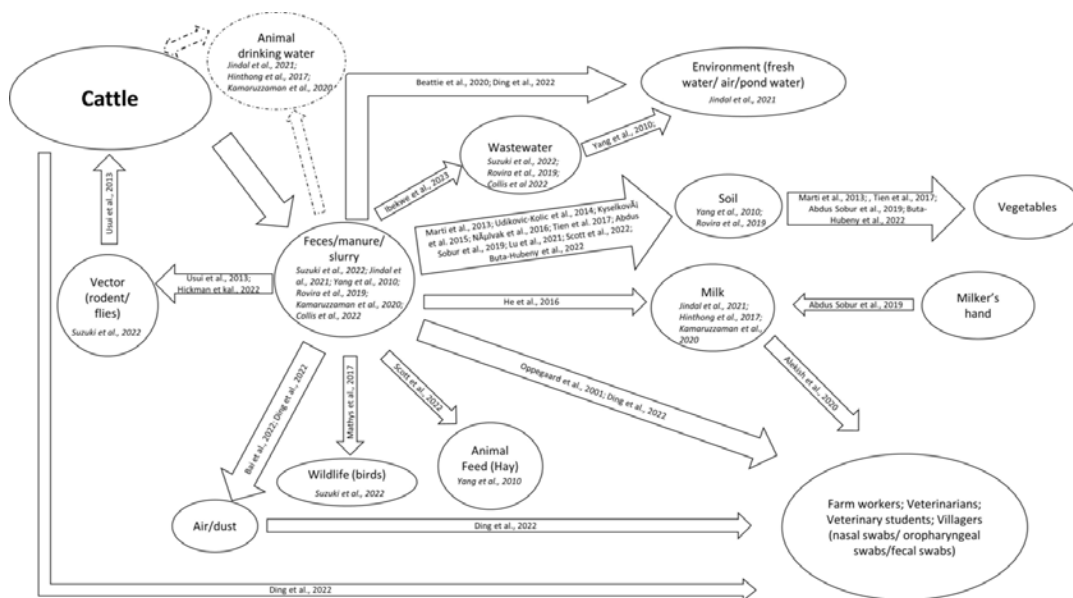 Cattle
Animal
drinking water
Jindal et al., 2021;
Hinthong et al., 2017;
Kamaruzzaman et al., 2020
Beattie et al., 2020; Ding et al., 2022
Environment (fresh
water/ air/pond water)
Jindal et al., 2021
Wastewater
Suzuki et al., 2022;
Rovira et al., 2019;
Collis et al 2022
Yang et al., 2010;
Ibekwe et al., 2023
Usui et al., 2013
Marti et al., 2013; Udikovic-Kolic et al., 2014; KyselkovÃ¡
et al. 2015; NÃµlvak et al., 2016; Tien et al. 2017; Abdus
Sobur et al., 2019; Lu et al., 2021; Scott et al., 2022;
Buta-Hubeny et al., 2022
Soil
Yang et al., 2010;
Rovira et al., 2019
Marti et al., 2013; , Tien et al., 2017;
Abdus Sobur et al., 2019; Buta-
Hubeny et al., 2022
Vegetables
Feces/manure/
slurry
Suzuki et al., 2022; Jindal
et al., 2021; Yang et al., 2010;
Rovira et al., 2019;
Kamaruzzaman et al., 2020;
Collis et al., 2022
Usui et al., 2013;
Hickman et kal., 2022
Vector
(rodent/
flies)
Suzuki et al., 2022
He et al., 2016
Milk
Jindal et al., 2021;
Hinthong et al., 2017;
Kamaruzzaman et al.,
2020
Abdus Sobur et al., 2019
Milker's
hand
Alekish et al., 2020
Oppegaard et al., 2001; Ding et al., 2022
Scott et al., 2022
Mathys et al., 2017
Bai et al., 2022; Ding et al., 2022
Animal
Feed (Hay)
Yang et al., 2010
Wildlife (birds)
Suzuki et al., 2022
Air/dust
Ding et al., 2022
Farm workers; Veterinarians;
Veterinary students; Villagers
(nasal swabs/ oropharyngeal
swabs/fecal swabs)
Ding et al., 2022